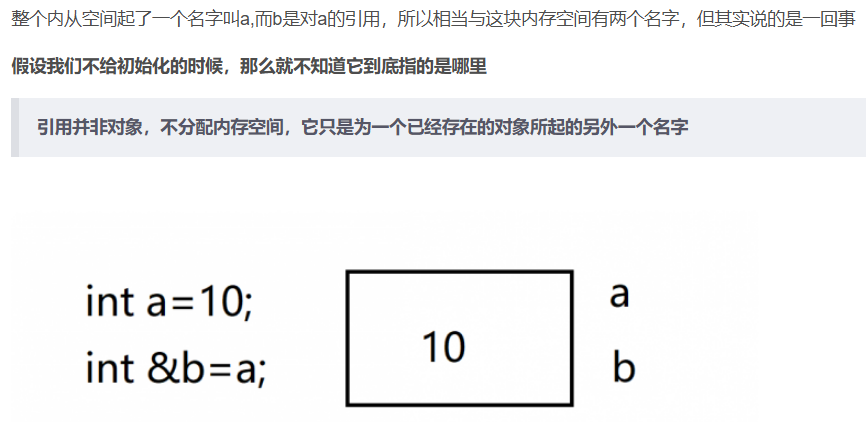 整个内从空间起了一个名字叫a,而b是对a的引用，所以相当与这块内存空间有两个名字，但其实说的是一回事
假设我们不给初始化的时候，那么就不知道它到底指的是哪里
引用并非对象，不分配内存空间，它只是为一个已经存在的对象所起的另外一个名字
int a=10;
int &b=a;
10
a
b